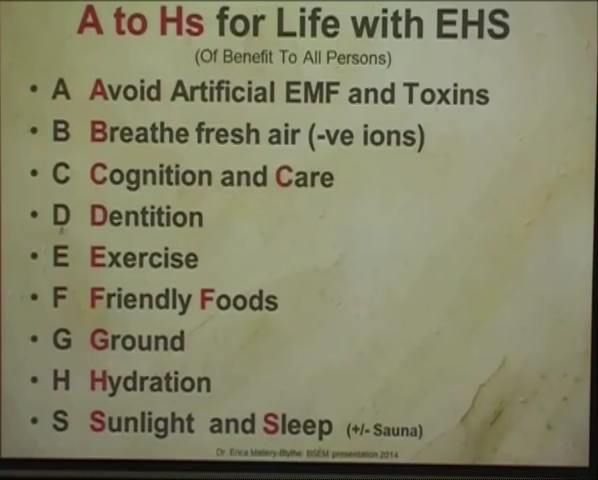 A to Hs for Life with EHS
(Of Benefit To All Persons)
• A Avoid Artificial EMF and Toxins
• B Breathe fresh air (-ve ions)
• C Cognition and Care
• D Dentition
• E Exercise
• F Friendly Foods
• G Ground
• H Hydration
• S Sunlight and Sleep (+/- Sauna)
Dr. Erica Mallery-Blythe BSEM presentation 2014